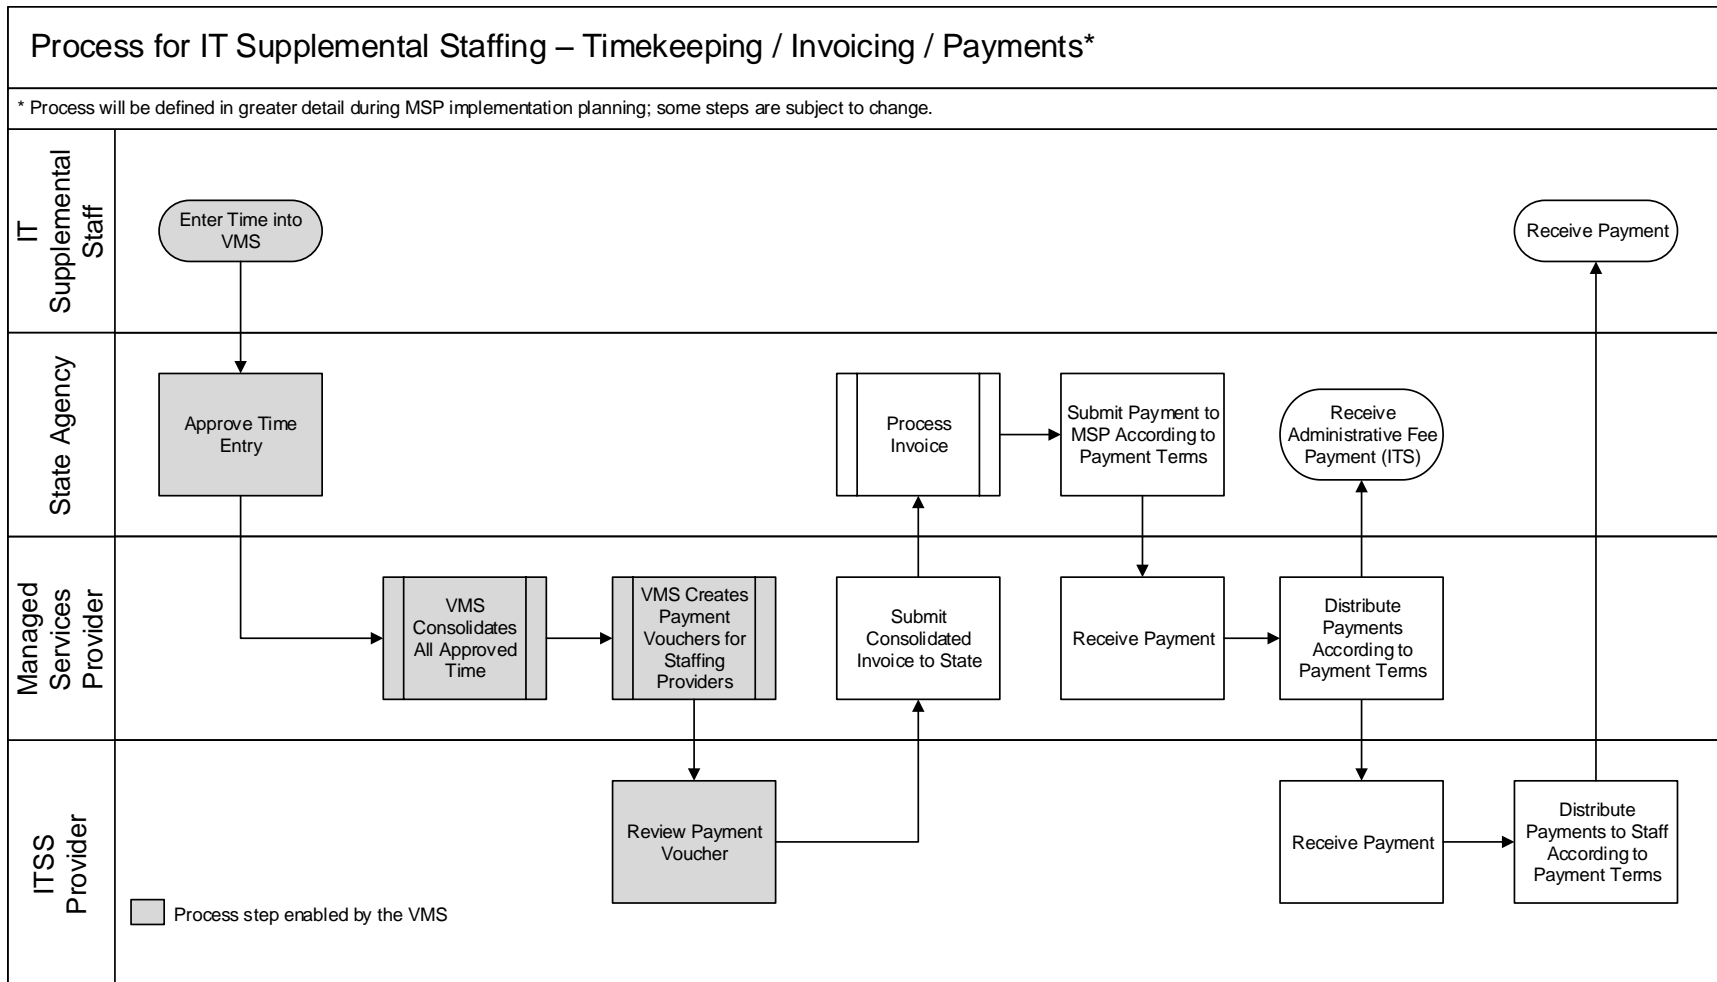 Process for IT Supplemental Staffing – Timekeeping / Invoicing / Payments*
* Process will be defined in greater detail during MSP implementation planning; some steps are subject to change.
IT
Supplemental
Staff
Enter Time into
VMS
Receive Payment
State Agency
Approve Time
Entry
Process
Invoice
Submit Payment to
MSP According to
Payment Terms
Receive
Administrative Fee
Payment (ITS)
Managed
Services
Provider
VMS
Consolidates
All Approved
Time
VMS Creates
Payment
Vouchers for
Staffing
Providers
Submit
Consolidated
Invoice to State
Receive Payment
Distribute
Payments
According to
Payment Terms
ITSS
Provider
Review Payment
Voucher
Receive Payment
Distribute
Payments to Staff
According to
Payment Terms
Process step enabled by the VMS